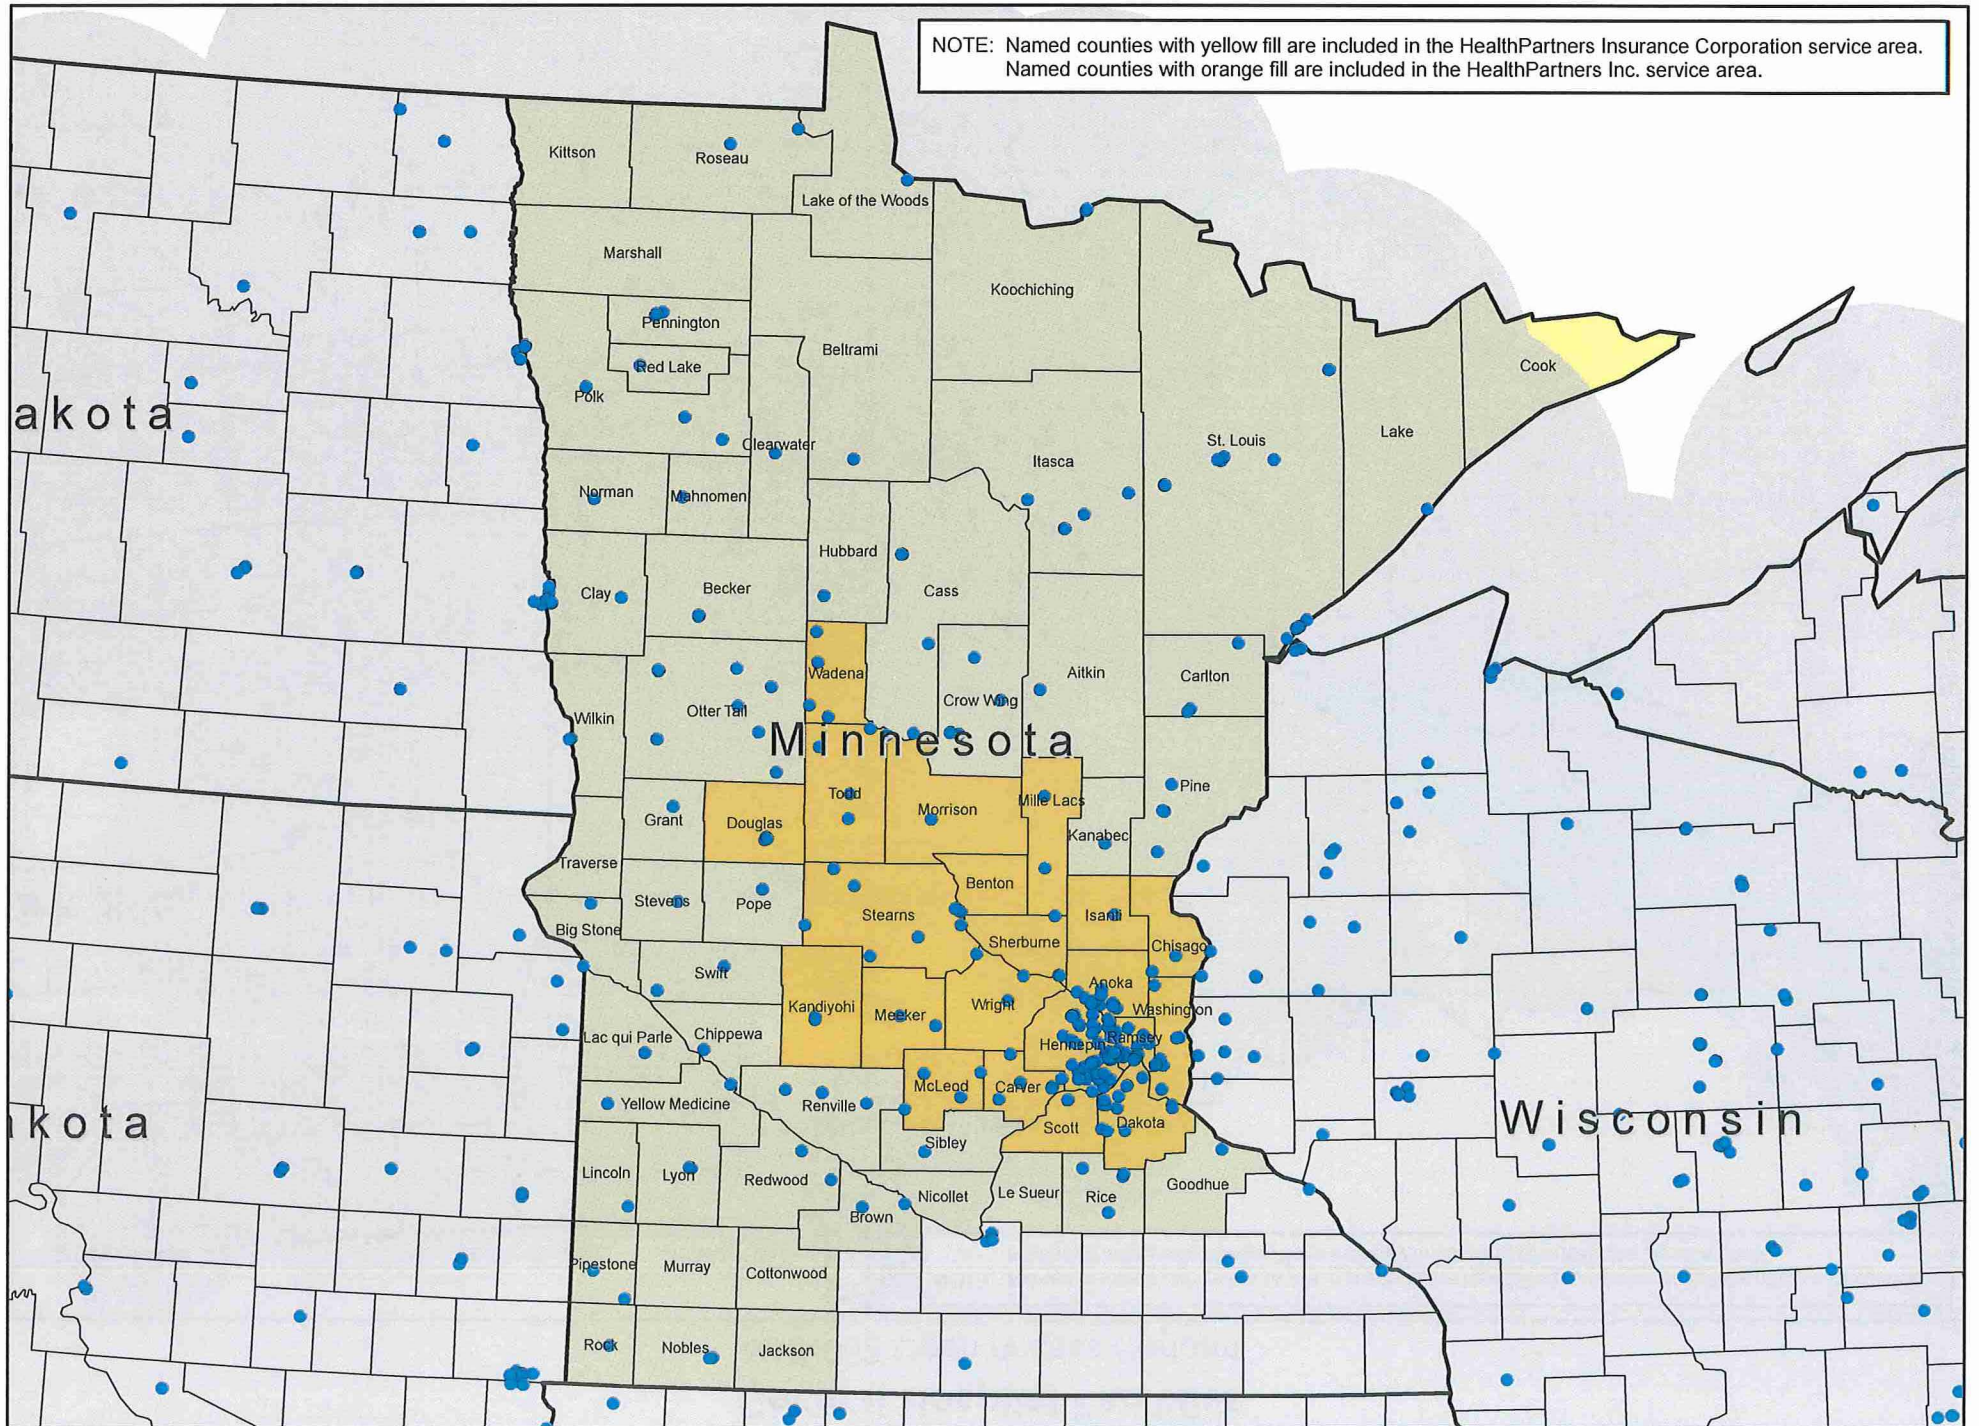 NOTE: Named counties with yellow fill are included in the HealthPartners Insurance Corporation service area.
Named counties with orange fill are included in the HealthPartners Inc. service area.
Kittson
Roseau
Lake of the Woods
Marshall
Koochiching
Pennington
Beltrami
Red Lake
Cook
Polk
akota
Lake
St. Louis
Clearwater
Itasca
Norman
Mahnomen
Hubbard
Becker
Cass
Clay
Wadena
Aitkin
Carlton
Crow Wing
Otter Tail
Wilkin
Minnesota
Pine
Todd
Mille Lacs
Morrison
Grant
Douglas
Kanabec
Traverse
Benton
Stevens
Pope
Stearns
Isanti
Big Stone
Sherburne
Chisago
Swift
Anoka
Kandiyohi
Wright
Washington
Meeker
Chippewa
Lac qui Parle
Hennepin
Ramsey
McLeod
Carver
Yellow Medicine
Renville
Wisconsin
kota
Scott
Dakota
Sibley
Lincoln
Lyon
Redwood
Goodhue
Le Sueur
Nicollet
Rice
Brown
Pipestone
Murray
Cottonwood
Rock
Nobles
Jackson